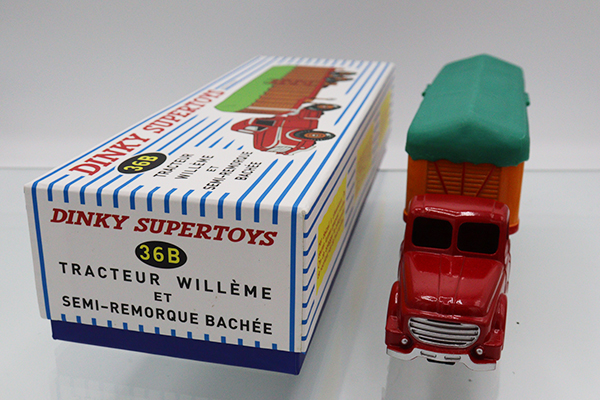 DINKY SUPERTOYS
36B
TRACTEUR
WILLÈME
ET
SEMI-REMORQUE
BACHÉE
DINKY SUPERTOYS
36B
TRACTEUR WILLÈME
ET
SEMI-REMORQUE BACHÉE